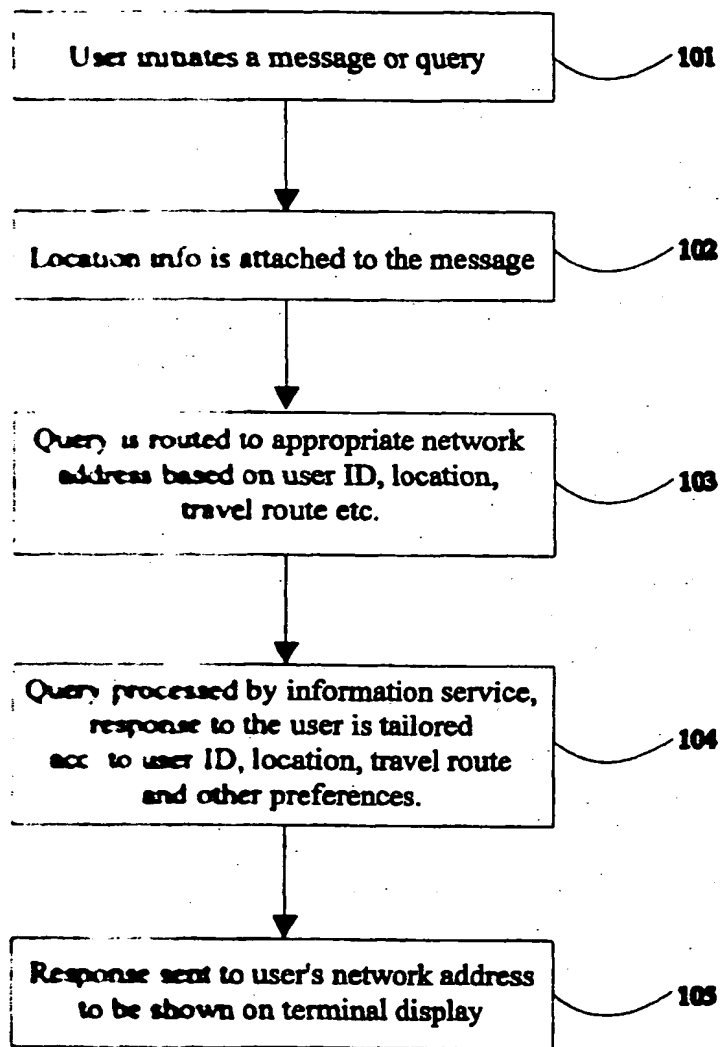 User initiates a message or query
101
Location info is attached to the message
102
Query is routed to appropriate network
address based on user ID, location,
travel route etc.
103
Query processed by information service,
response to the user is tailored
acc to user ID, location, travel route
and other preferences.
104
Response sent to user's network address
to be shown on terminal display
105